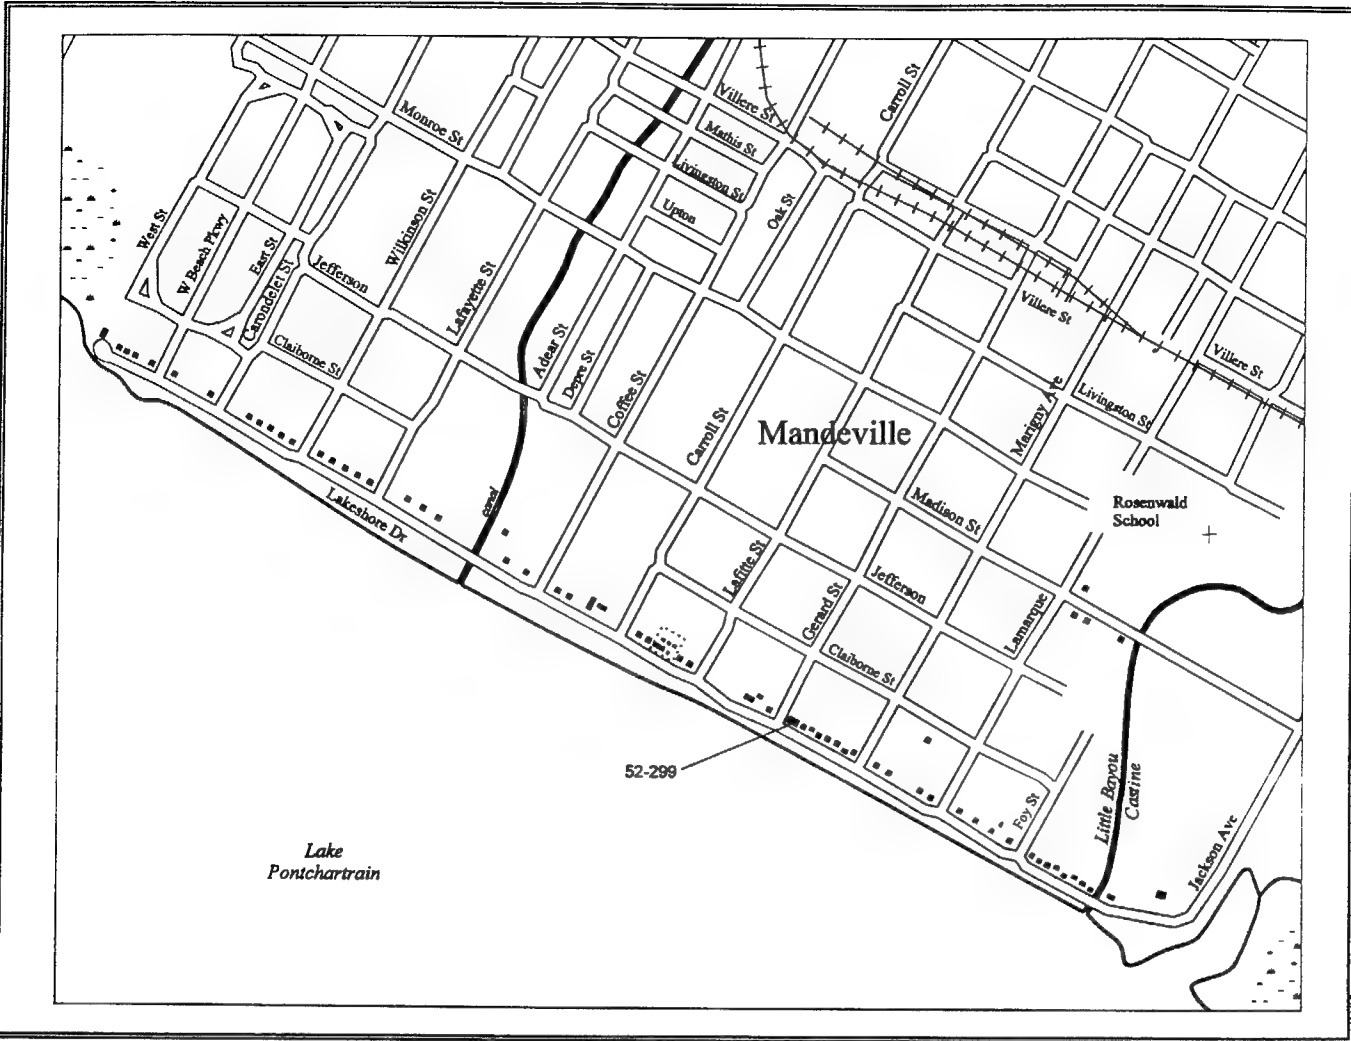 Villere St
Carroll St
Monroe St
Mathis St
Livingston St
Upton
Oak St
West St
W Beach Pkwy
East St
Carondelet St
Jefferson
Wilkinson St
Lafayette St
Claiborne St
Adear St
Depre St
Coffee St
Carroll St
Villere St
Villere St
Livingston St
Marigny Ave
Mandeville
Madison St
Rosenwald
School
canal
Lakeshore Dr
Lafitte St
Gerard St
Jefferson
Lamarque
Claiborne St
52-299
Foy St
Little Bayou
Castine
Jackson Ave
Lake
Pontchartrain